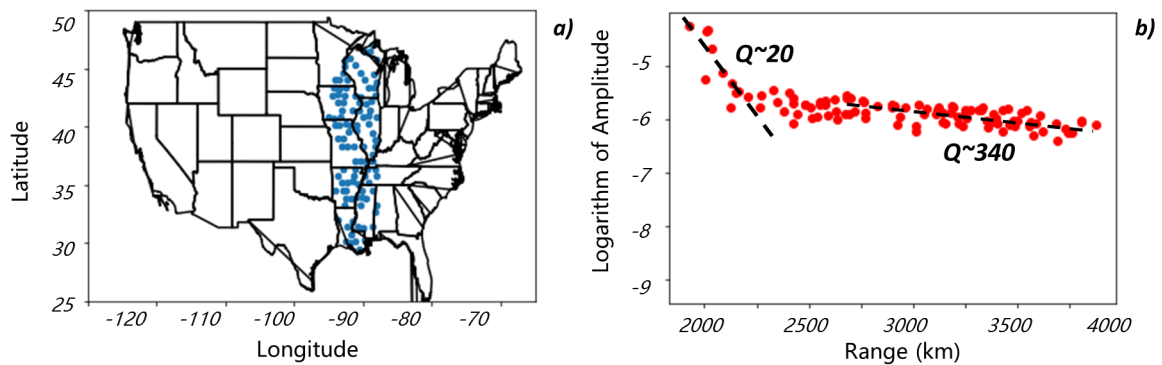 a)
50
45
40
35
30
25
Latitude
-120 -110 -100 -90 -80 -70
Longitude
b)
Q~20
Q~340
-5
-6
-7
-8
-9
Logarithm of Amplitude
2000 2500 3000 3500 4000
Range (km)